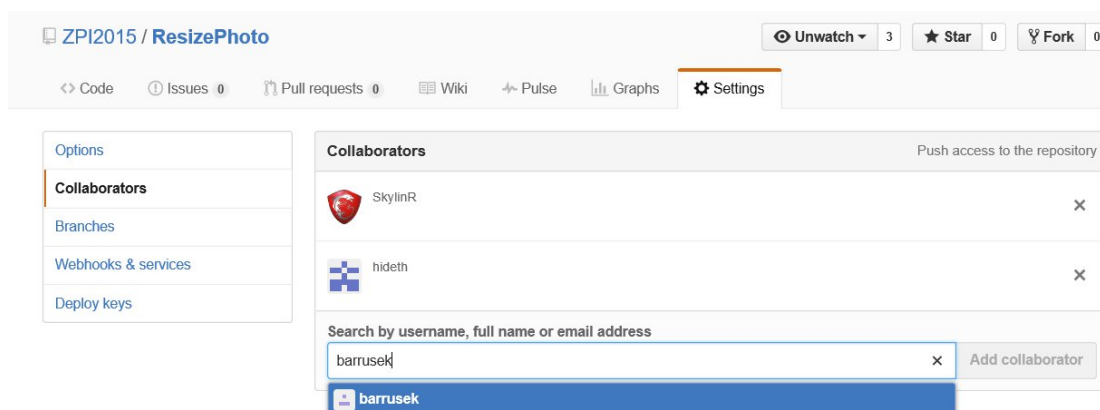 ZPI2015 / ResizePhoto
Unwatch 3 Star 0 Fork 0
Code Issues 0 Pull requests 0 Wiki Pulse Graphs Settings
Options
Collaborators
Branches
Webhooks & services
Deploy keys
Collaborators Push access to the repository
SkylinR
hideth
Search by username, full name or email address
barrusek Add collaborator
barrusek